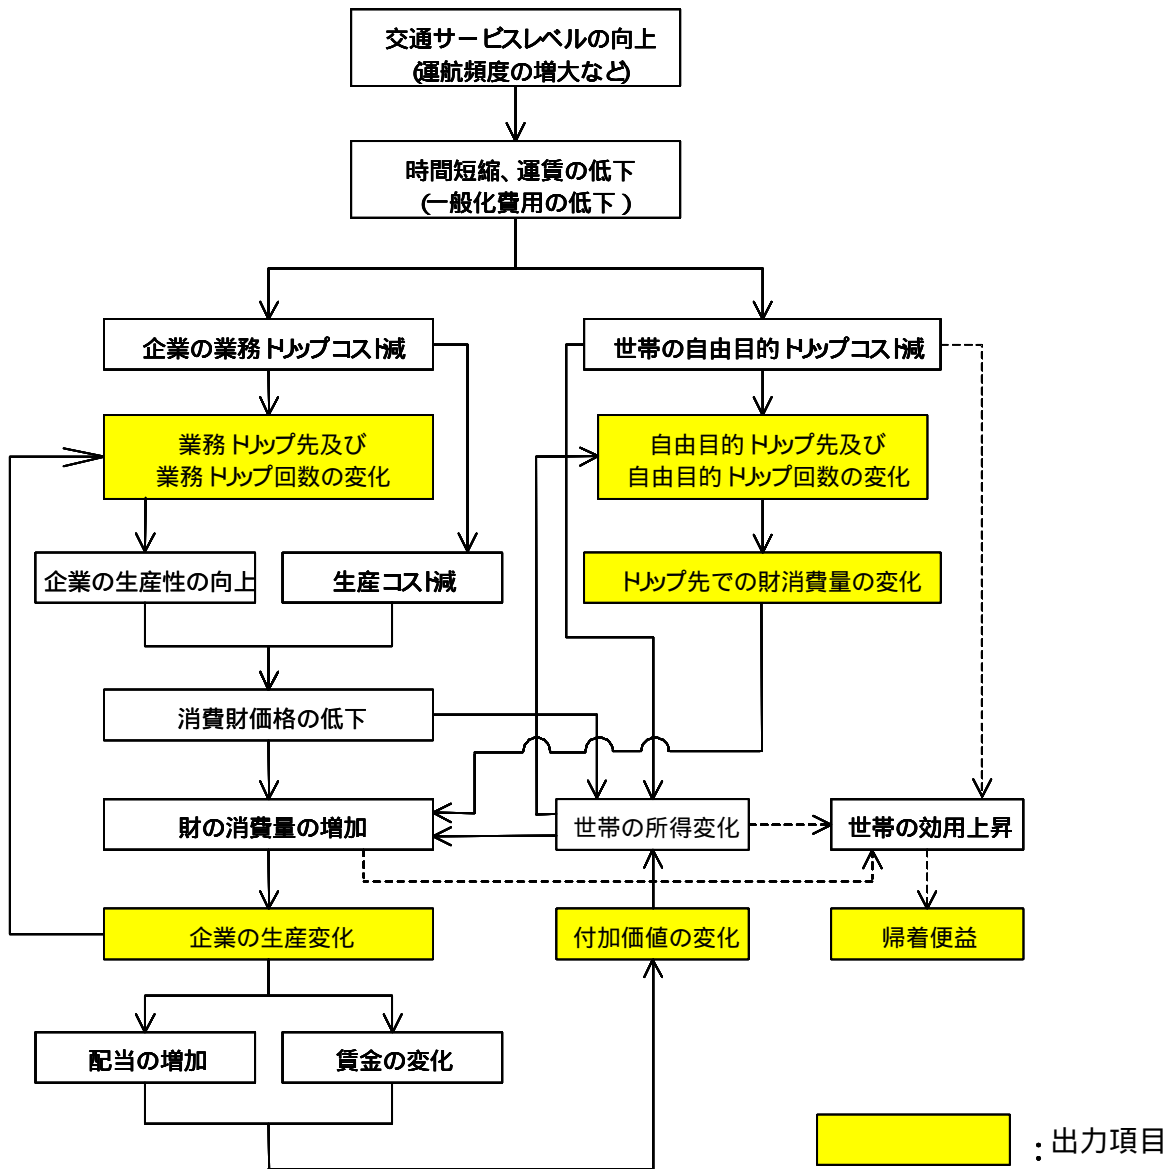 交通サービスレベルの向上
(運航頻度の増大など)
時間短縮、運賃の低下
(一般化費用の低下)
企業の業務トリップコスト減
世帯の自由目的トリップコスト減
業務トリップ先及び
業務トリップ回数の変化
自由目的トリップ先及び
自由目的トリップ回数の変化
企業の生産性の向上
生産コスト減
トリップ先での財消費量の変化
消費財価格の低下
財の消費量の増加
世帯の所得変化
世帯の効用上昇
企業の生産変化
付加価値の変化
帰着便益
配当の増加
賃金の変化
:出力項目